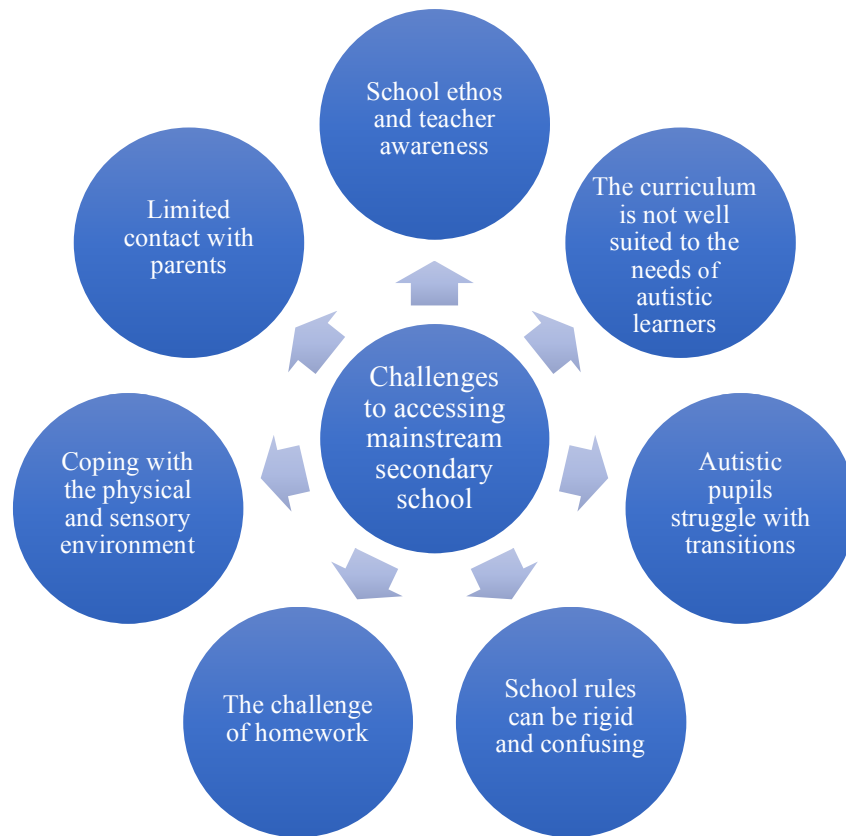 School ethos
and teacher
awareness
The curriculum
is not well
suited to the
needs of
autistic
learners
Autistic
pupils
struggle with
transitions
School rules
can be rigid
and confusing
The challenge
of homework
Coping with
the physical
and sensory
environment
Limited
contact with
parents
Challenges
to accessing
mainstream
secondary
school